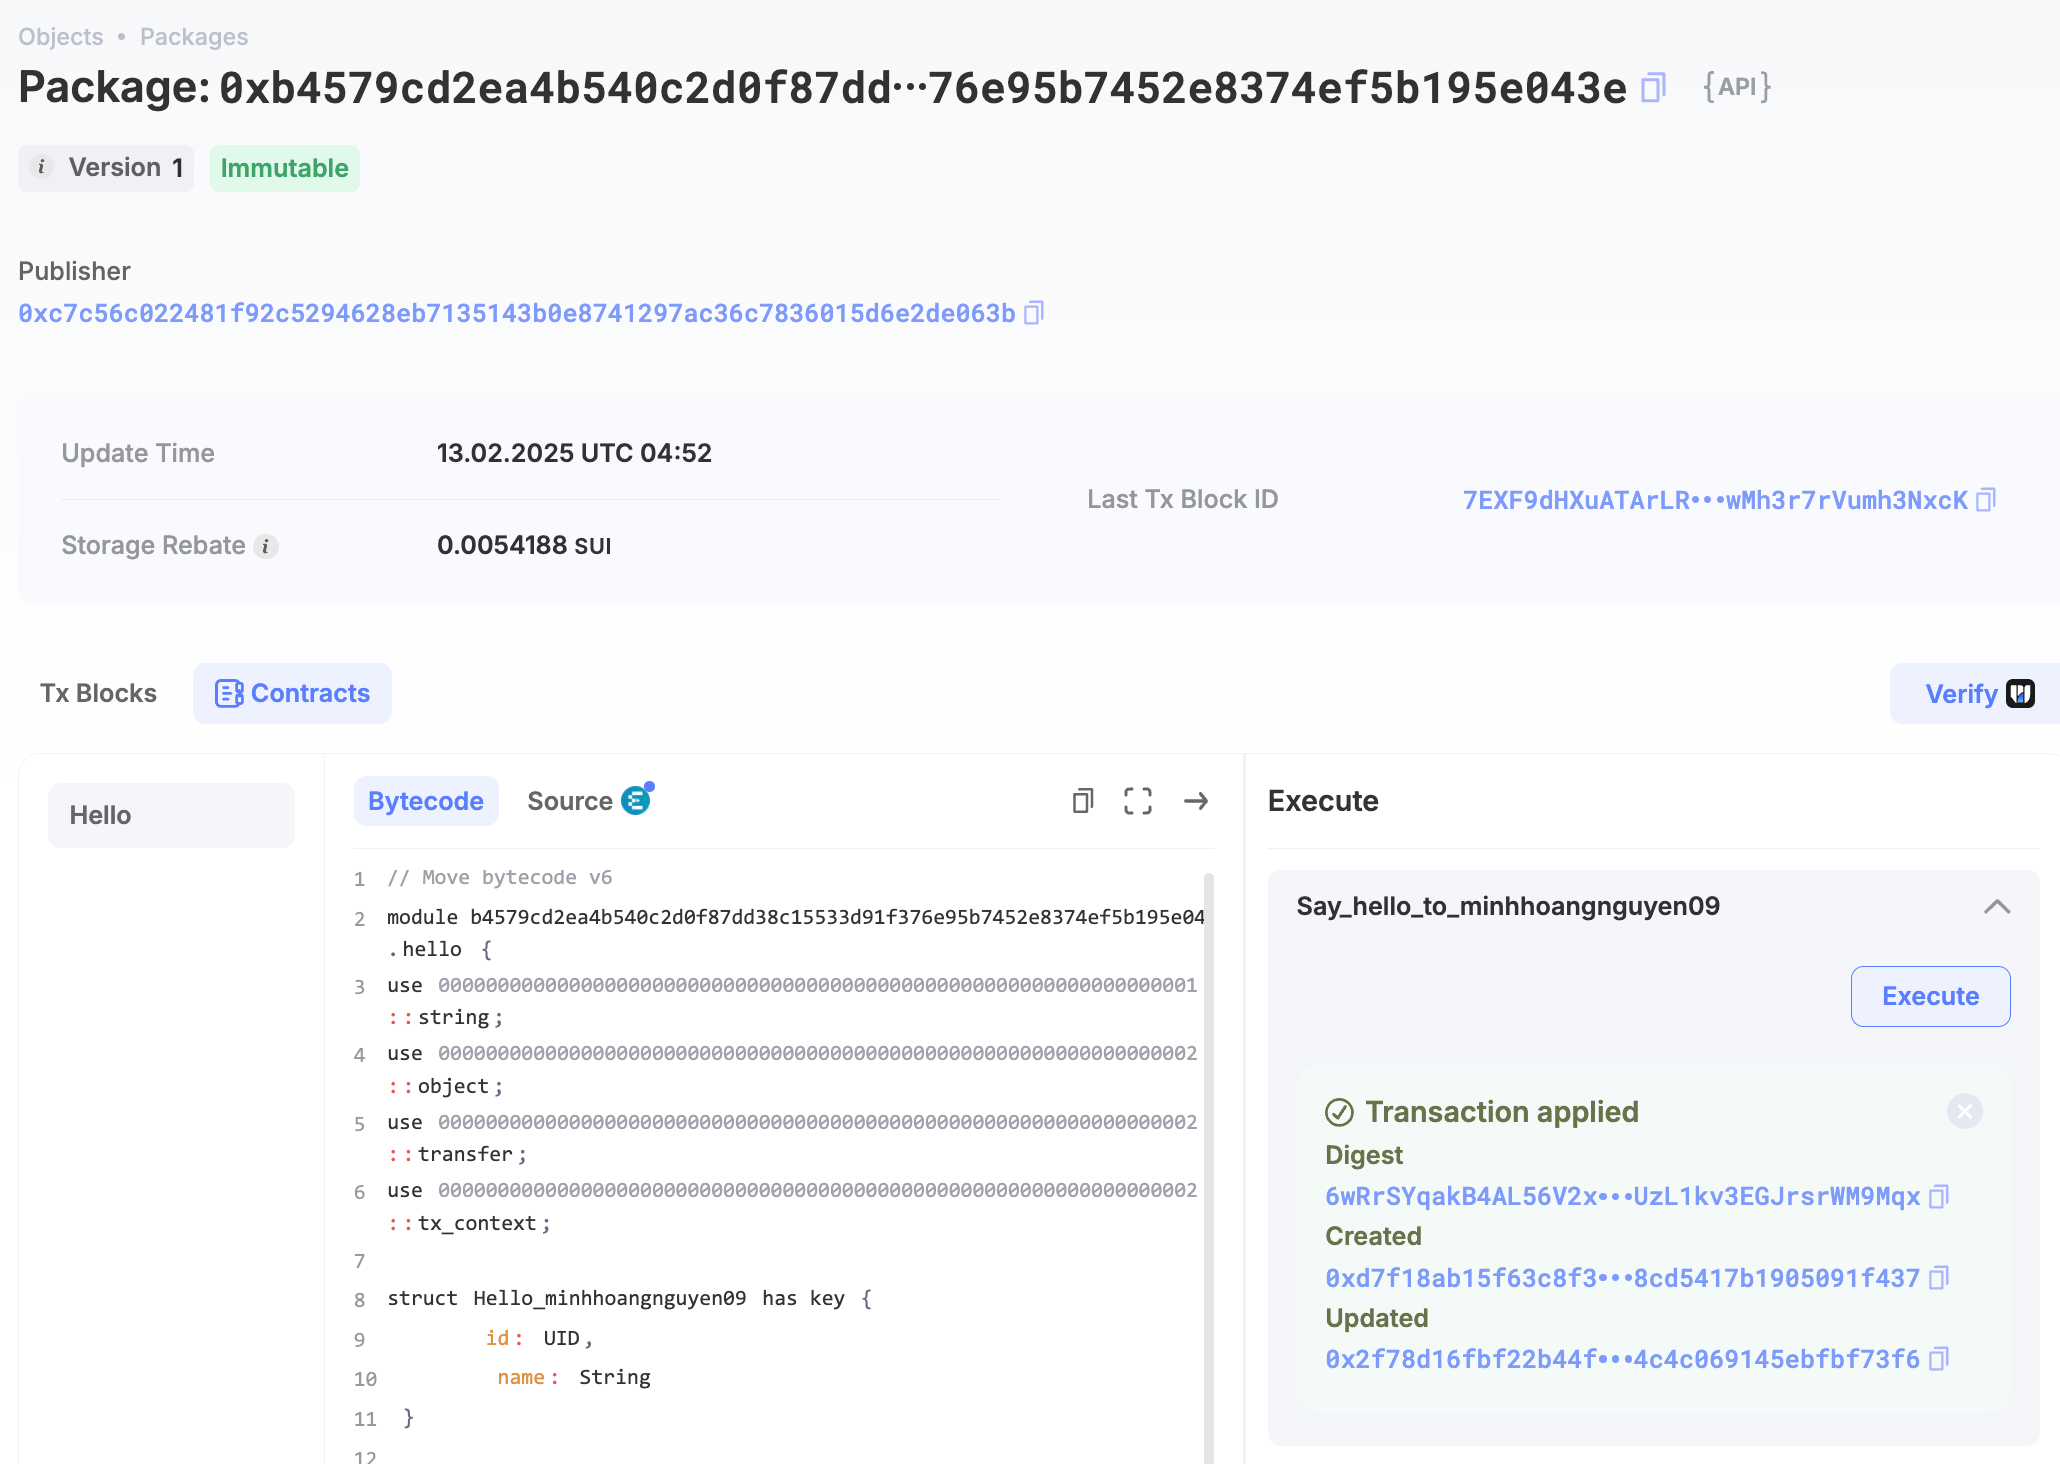 Objects • Packages
Package: 0xb4579cd2ea4b540c2d0f87dd···76e95b7452e8374ef5b195e043e {API}
i Version 1 Immutable
Publisher
0xc7c56c022481f92c5294628eb7135143b0e8741297ac36c7836015d6e2de063b
Update Time 13.02.2025 UTC 04:52
Last Tx Block ID 7EXF9dHXuATArLR•••wMh3r7rVumh3NxcK
Storage Rebate i 0.0054188 SUI
Tx Blocks Contracts Verify
Hello
Bytecode Source
1 // Move bytecode v6
2 module b4579cd2ea4b540c2d0f87dd38c15533d91f376e95b7452e8374ef5b195e04
.hello {
3 use 0000000000000000000000000000000000000000000000000000000000000001
::string;
4 use 0000000000000000000000000000000000000000000000000000000000000002
::object;
5 use 0000000000000000000000000000000000000000000000000000000000000002
::transfer;
6 use 0000000000000000000000000000000000000000000000000000000000000002
::tx_context;
7
8 struct Hello_minhhoangnguyen09 has key {
9 id: UID,
10 name: String
11 }
12
Execute
Say_hello_to_minhhoangnguyen09
Execute
Transaction applied
Digest
6wRrSYqakB4AL56V2x•••UzL1kv3EGJrsrWM9Mqx
Created
0xd7f18ab15f63c8f3•••8cd5417b1905091f437
Updated
0x2f78d16fbf22b44f•••4c4c069145ebfbf73f6